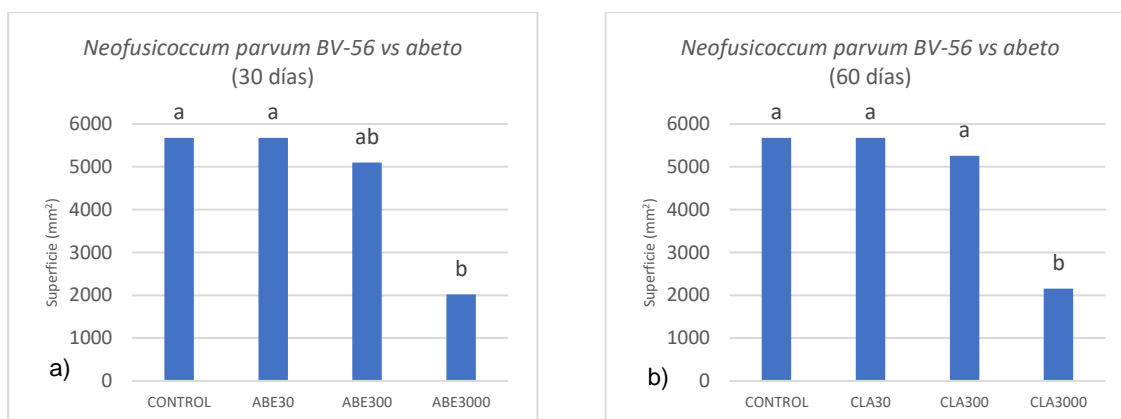 Neofusicoccum parvum BV-56 vs abeto
(30 días)
a a ab b
6000
5000
4000
3000
2000
1000
0
Superficie (mm²)
CONTROL ABE30 ABE300 ABE3000
a)
Neofusicoccum parvum BV-56 vs abeto
(60 días)
a a a b
6000
5000
4000
3000
2000
1000
0
Superficie (mm²)
CONTROL CLA30 CLA300 CLA3000
b)